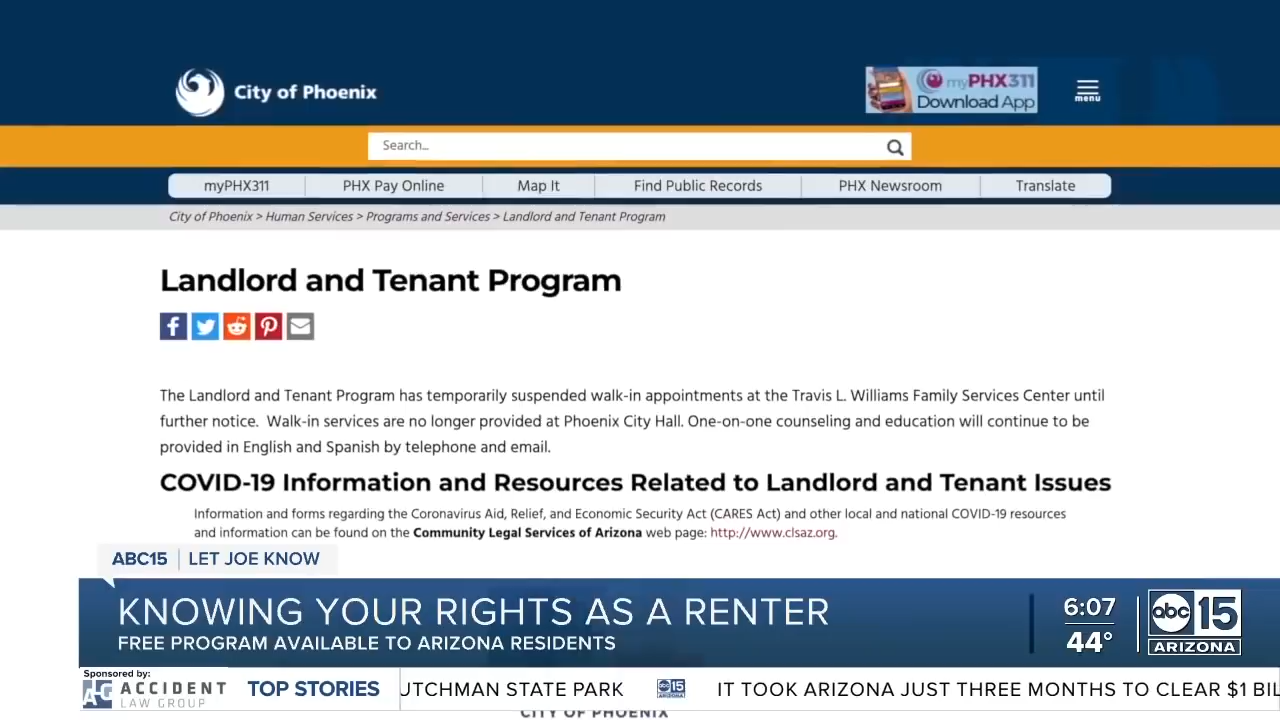 City of Phoenix
myPHX311
Download App
menu
Search...
myPHX311
PHX Pay Online
Map It
Find Public Records
PHX Newsroom
Translate
City of Phoenix > Human Services > Programs and Services > Landlord and Tenant Program
Landlord and Tenant Program
The Landlord and Tenant Program has temporarily suspended walk-in appointments at the Travis L. Williams Family Services Center until
further notice.  Walk-in services are no longer provided at Phoenix City Hall. One-on-one counseling and education will continue to be
provided in English and Spanish by telephone and email.
COVID-19 Information and Resources Related to Landlord and Tenant Issues
Information and forms regarding the Coronavirus Aid, Relief, and Economic Security Act (CARES Act) and other local and national COVID-19 resources
and information can be found on the Community Legal Services of Arizona web page: http://www.clsaz.org.
ABC15 | LET JOE KNOW
KNOWING YOUR RIGHTS AS A RENTER
FREE PROGRAM AVAILABLE TO ARIZONA RESIDENTS
6:07
44°
abc 15
ARIZONA
Sponsored by:
ALG ACCIDENT
LAW GROUP
TOP STORIES
UTCHMAN STATE PARK
abc 15
IT TOOK ARIZONA JUST THREE MONTHS TO CLEAR $1 BIL
CITY OF PHOENIX